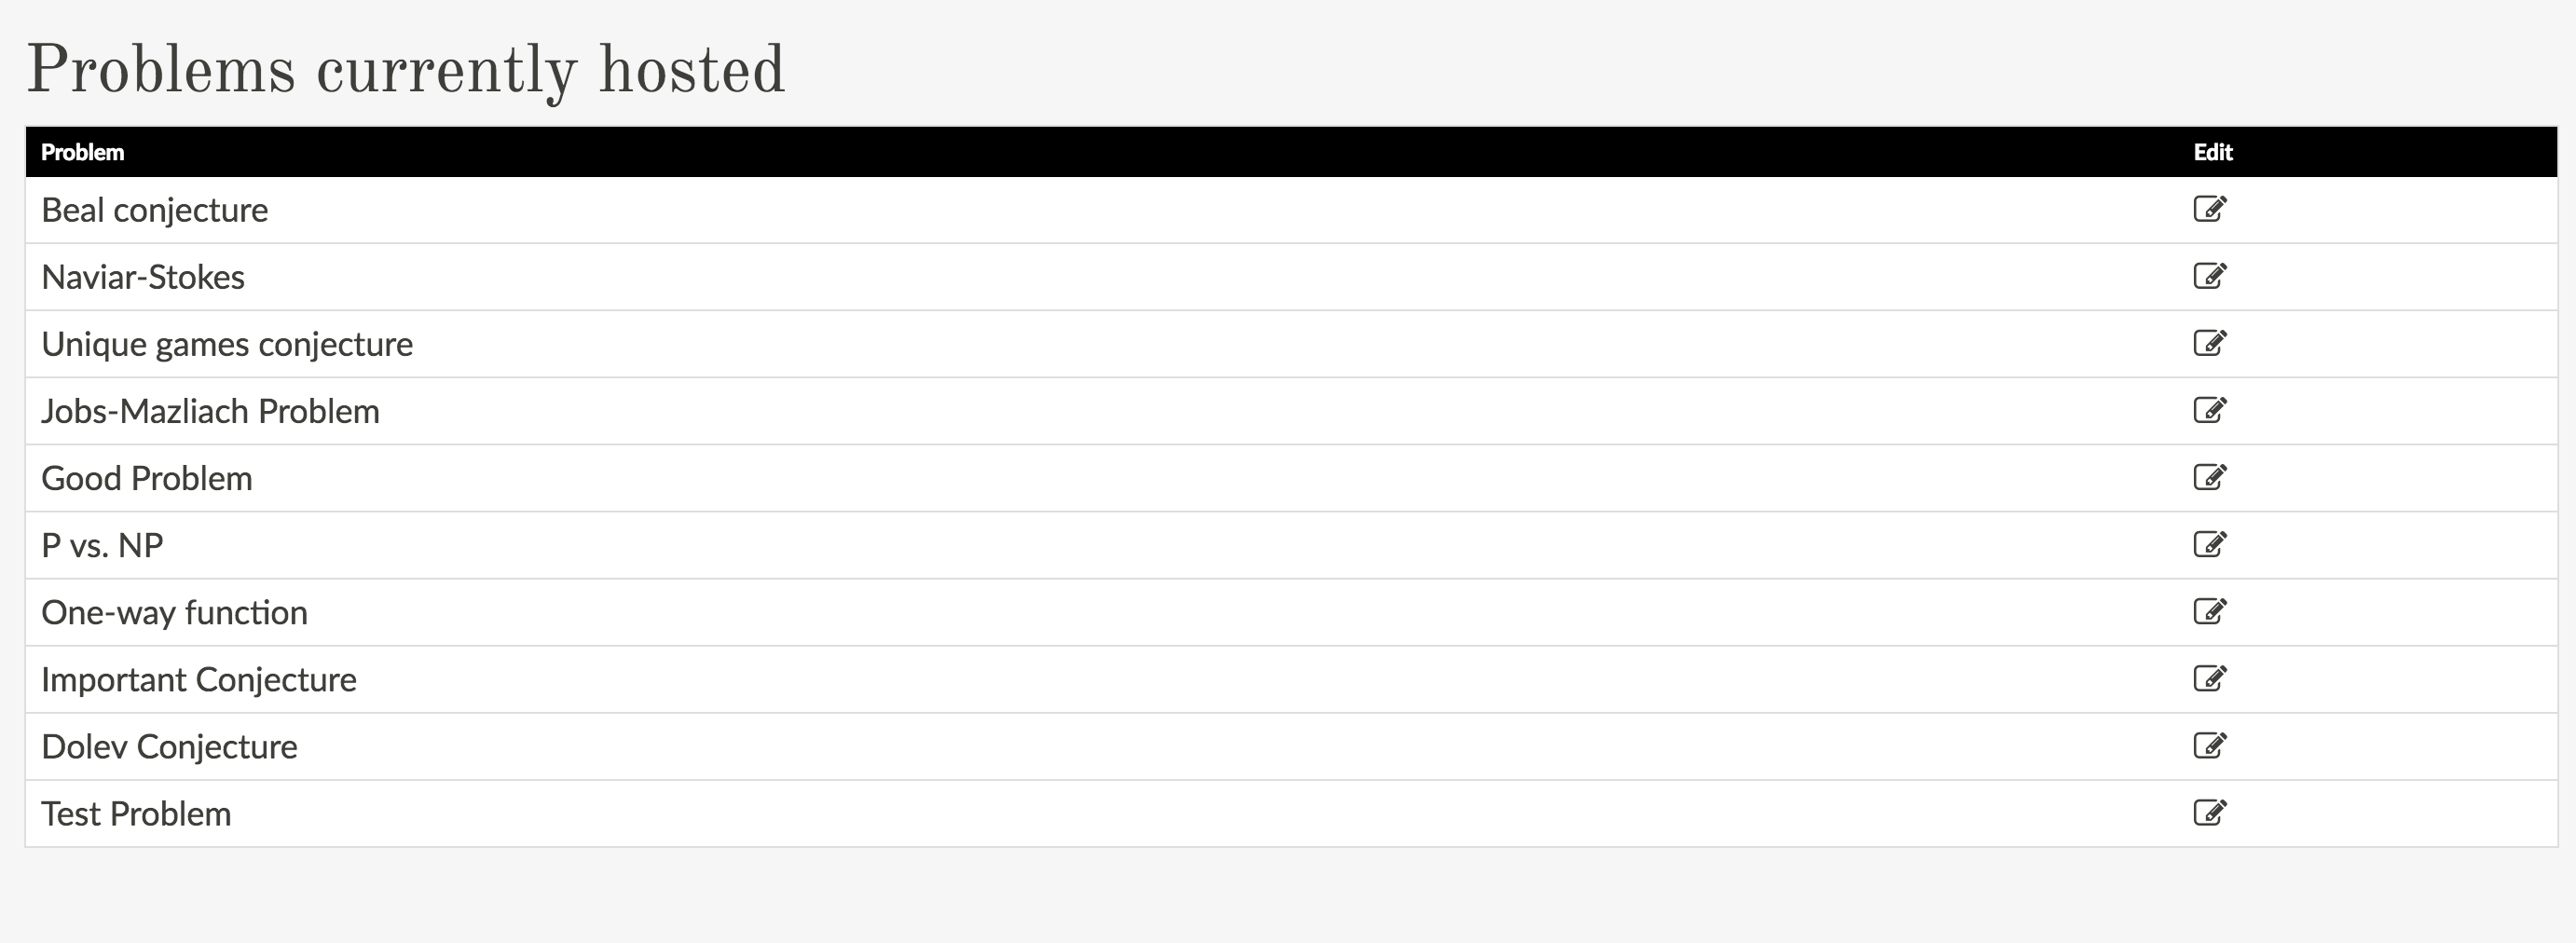 Problems currently hosted
Problem Edit
Beal conjecture
Naviar-Stokes
Unique games conjecture
Jobs-Mazliach Problem
Good Problem
P vs. NP
One-way function
Important Conjecture
Dolev Conjecture
Test Problem